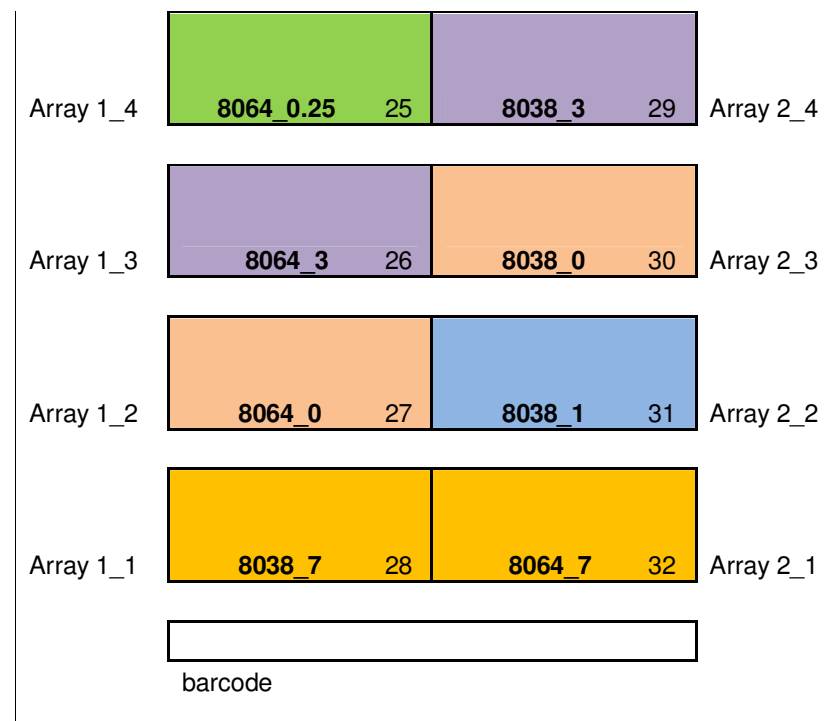 Array 1_4 8064_0.25 25 8038_3 29 Array 2_4
Array 1_3 8064_3 26 8038_0 30 Array 2_3
Array 1_2 8064_0 27 8038_1 31 Array 2_2
Array 1_1 8038_7 28 8064_7 32 Array 2_1
barcode